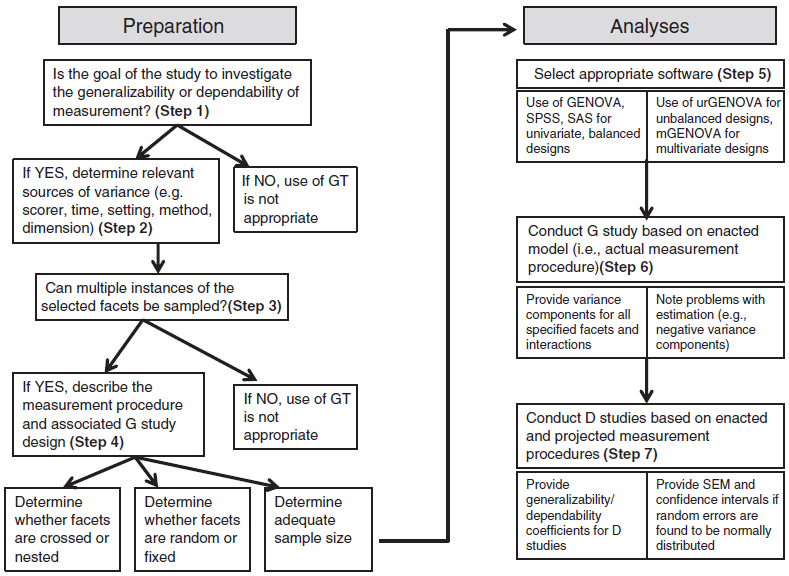 Preparation
Is the goal of the study to investigate
the generalizability or dependability of
measurement? (Step 1)
If YES, determine relevant
sources of variance (e.g.
scorer, time, setting, method,
dimension) (Step 2)
If NO, use of GT
is not
appropriate
Can multiple instances of the
selected facets be sampled?(Step 3)
If YES, describe the
measurement procedure
and associated G study
design (Step 4)
If NO, use of GT
is not
appropriate
Determine
whether facets
are crossed or
nested
Determine
whether facets
are random or
fixed
Determine
adequate
sample size
Analyses
Select appropriate software (Step 5)
Use of GENOVA,
SPSS, SAS for
univariate, balanced
designs
Use of urGENOVA for
unbalanced designs,
mGENOVA for
multivariate designs
Conduct G study based on enacted
model (i.e., actual measurement
procedure)(Step 6)
Provide variance
components for all
specified facets and
interactions
Note problems with
estimation (e.g.,
negative variance
components)
Conduct D studies based on enacted
and projected measurement
procedures (Step 7)
Provide
generalizability/
dependability
coefficients for D
studies
Provide SEM and
confidence intervals if
random errors are
found to be normally
distributed